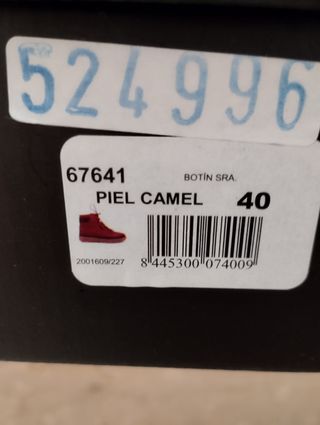 524996
67641 BOTÍN SRA.
PIEL CAMEL 40
2001609/227
8 445300 074009